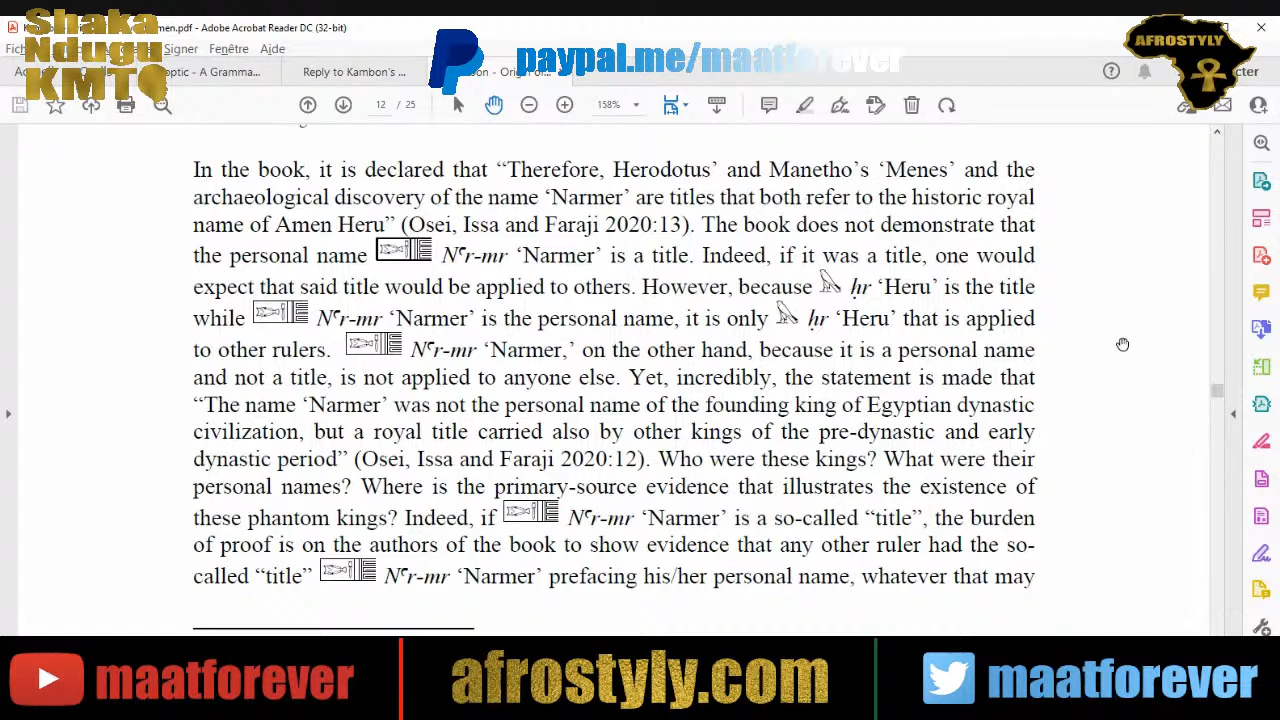 Shaka
Ndugu
KMT
men.pdf - Adobe Acrobat Reader DC (32-bit)
Signer Fenêtre Aide
paypal.me/maatforever
AFROSTYLY
optic - A Gramma... Reply to Kambon's ...
12 / 25 158%
In the book, it is declared that “Therefore, Herodotus’ and Manetho’s ‘Menes’ and the
archaeological discovery of the name ‘Narmer’ are titles that both refer to the historic royal
name of Amen Heru” (Osei, Issa and Faraji 2020:13). The book does not demonstrate that
the personal name Nꜥr-mr ‘Narmer’ is a title. Indeed, if it was a title, one would
expect that said title would be applied to others. However, because ḥr ‘Heru’ is the title
while Nꜥr-mr ‘Narmer’ is the personal name, it is only ḥr ‘Heru’ that is applied
to other rulers. Nꜥr-mr ‘Narmer,’ on the other hand, because it is a personal name
and not a title, is not applied to anyone else. Yet, incredibly, the statement is made that
“The name ‘Narmer’ was not the personal name of the founding king of Egyptian dynastic
civilization, but a royal title carried also by other kings of the pre-dynastic and early
dynastic period” (Osei, Issa and Faraji 2020:12). Who were these kings? What were their
personal names? Where is the primary-source evidence that illustrates the existence of
these phantom kings? Indeed, if Nꜥr-mr ‘Narmer’ is a so-called “title”, the burden
of proof is on the authors of the book to show evidence that any other ruler had the so-
called “title” Nꜥr-mr ‘Narmer’ prefacing his/her personal name, whatever that may
maatforever afrostyly.com maatforever